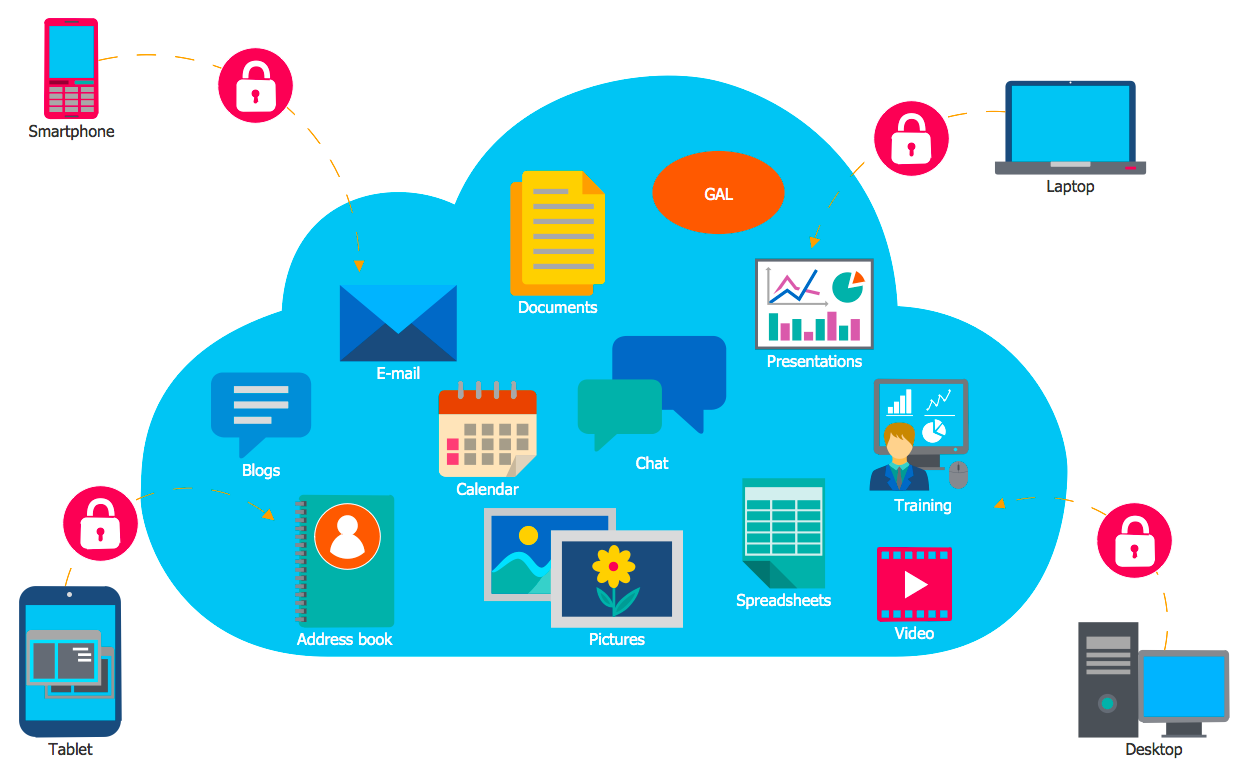 Smartphone
Laptop
GAL
Documents
Presentations
E-mail
Blogs
Calendar
Chat
Training
Address book
Pictures
Spreadsheets
Video
Tablet
Desktop